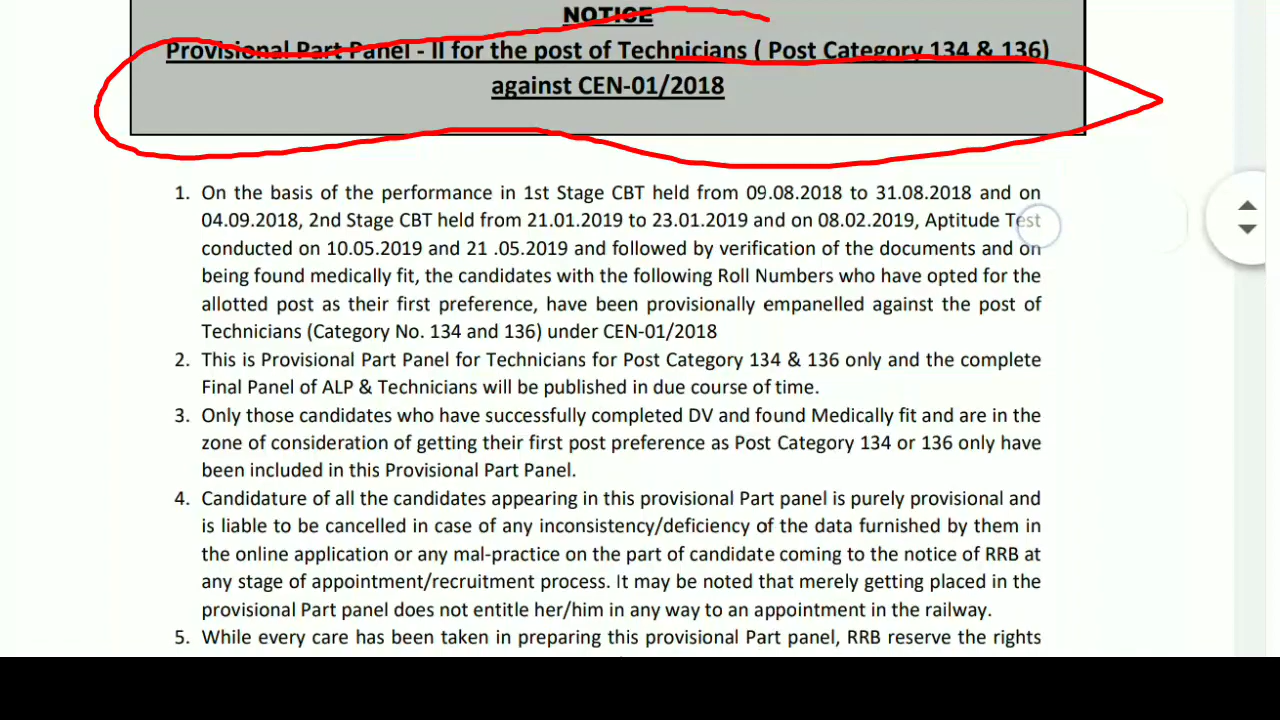 NOTICE
Provisional Part Panel - II for the post of Technicians ( Post Category 134 & 136)
against CEN-01/2018
1. On the basis of the performance in 1st Stage CBT held from 09.08.2018 to 31.08.2018 and on
04.09.2018, 2nd Stage CBT held from 21.01.2019 to 23.01.2019 and on 08.02.2019, Aptitude Test
conducted on 10.05.2019 and 21 .05.2019 and followed by verification of the documents and on
being found medically fit, the candidates with the following Roll Numbers who have opted for the
allotted post as their first preference, have been provisionally empanelled against the post of
Technicians (Category No. 134 and 136) under CEN-01/2018
2. This is Provisional Part Panel for Technicians for Post Category 134 & 136 only and the complete
Final Panel of ALP & Technicians will be published in due course of time.
3. Only those candidates who have successfully completed DV and found Medically fit and are in the
zone of consideration of getting their first post preference as Post Category 134 or 136 only have
been included in this Provisional Part Panel.
4. Candidature of all the candidates appearing in this provisional Part panel is purely provisional and
is liable to be cancelled in case of any inconsistency/deficiency of the data furnished by them in
the online application or any mal-practice on the part of candidate coming to the notice of RRB at
any stage of appointment/recruitment process. It may be noted that merely getting placed in the
provisional Part panel does not entitle her/him in any way to an appointment in the railway.
5. While every care has been taken in preparing this provisional Part panel, RRB reserve the rights